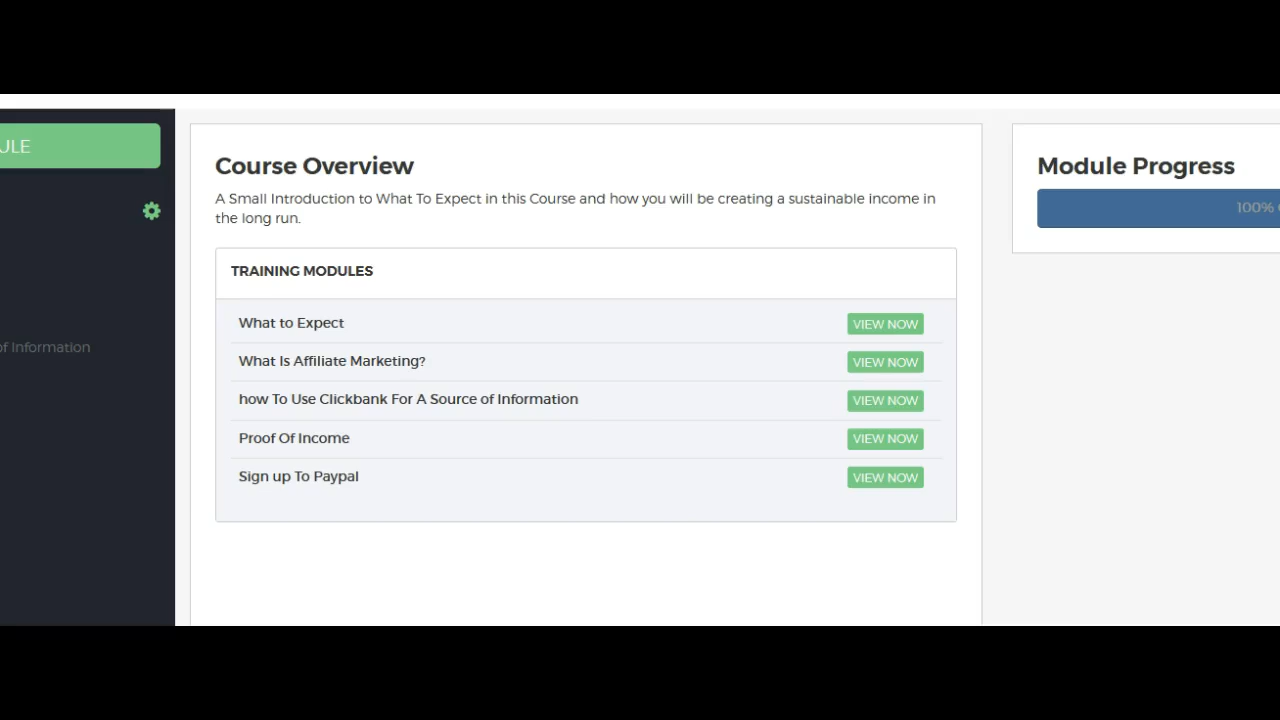 ULE
of Information
Course Overview
A Small Introduction to What To Expect in this Course and how you will be creating a sustainable income in
the long run.
TRAINING MODULES
What to Expect VIEW NOW
What Is Affiliate Marketing? VIEW NOW
how To Use Clickbank For A Source of Information VIEW NOW
Proof Of Income VIEW NOW
Sign up To Paypal VIEW NOW
Module Progress
100%